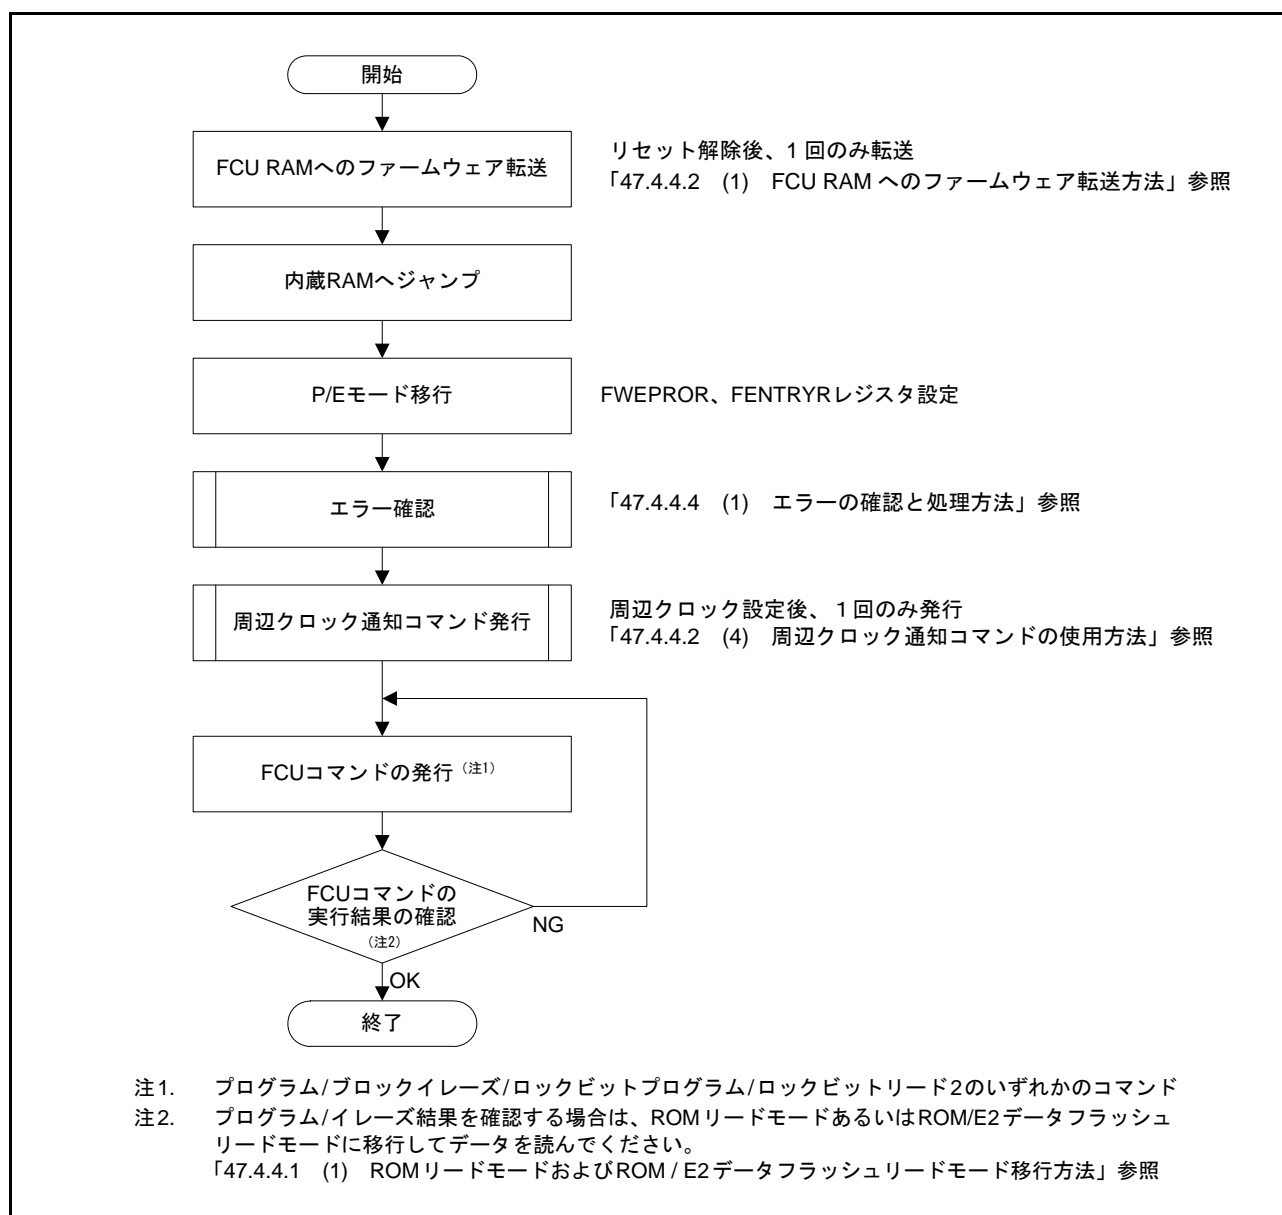 開始
FCU RAMへのファームウェア転送
リセット解除後、1 回のみ転送
「47.4.4.2 (1) FCU RAM へのファームウェア転送方法」参照
内蔵RAMへジャンプ
P/Eモード移行
FWEPROR、FENTRYRレジスタ設定
エラー確認
「47.4.4.4 (1) エラーの確認と処理方法」参照
周辺クロック通知コマンド発行
周辺クロック設定後、1回のみ発行
「47.4.4.2 (4) 周辺クロック通知コマンドの使用方法」参照
FCUコマンドの発行（注1）
FCUコマンドの
実行結果の確認
（注2）
NG
OK
終了
注1. プログラム/ブロックイレーズ/ロックビットプログラム/ロックビットリード2のいずれかのコマンド
注2. プログラム/イレーズ結果を確認する場合は、ROMリードモードあるいはROM/E2データフラッシュ
リードモードに移行してデータを読んでください。
「47.4.4.1 (1) ROMリードモードおよびROM / E2データフラッシュリードモード移行方法」参照